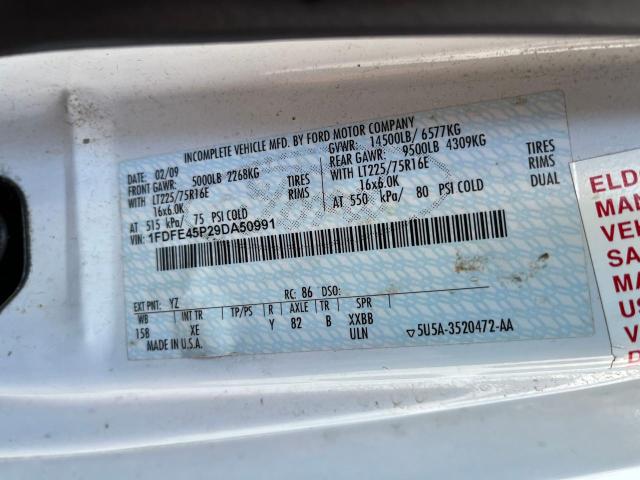 INCOMPLETE VEHICLE MFD. BY FORD MOTOR COMPANY
02/09 GVWR: 14500LB/ 6577KG
FRONT GAWR: 5000LB 2268KG REAR GAWR: 9500LB 4309KG
WITH LT225/75R16E TIRES WITH LT225/75R16E TIRES
16x6.0K RIMS 16x6.0K RIMS
AT 515 kPa/ 75 PSI COLD AT 550 kPa/ 80 PSI COLD DUAL
VIN: 1FDFE45P29DA50991
RC: 86 DSO:
EXT PNT: YZ
WB INT TR TP/PS R AXLE TR SPR
158 XE Y 82 B XXBB
MADE IN U.S.A. ULN ▽5U5A-3520472-AA
ELD
MAN
VEH
SA
MA
US
V